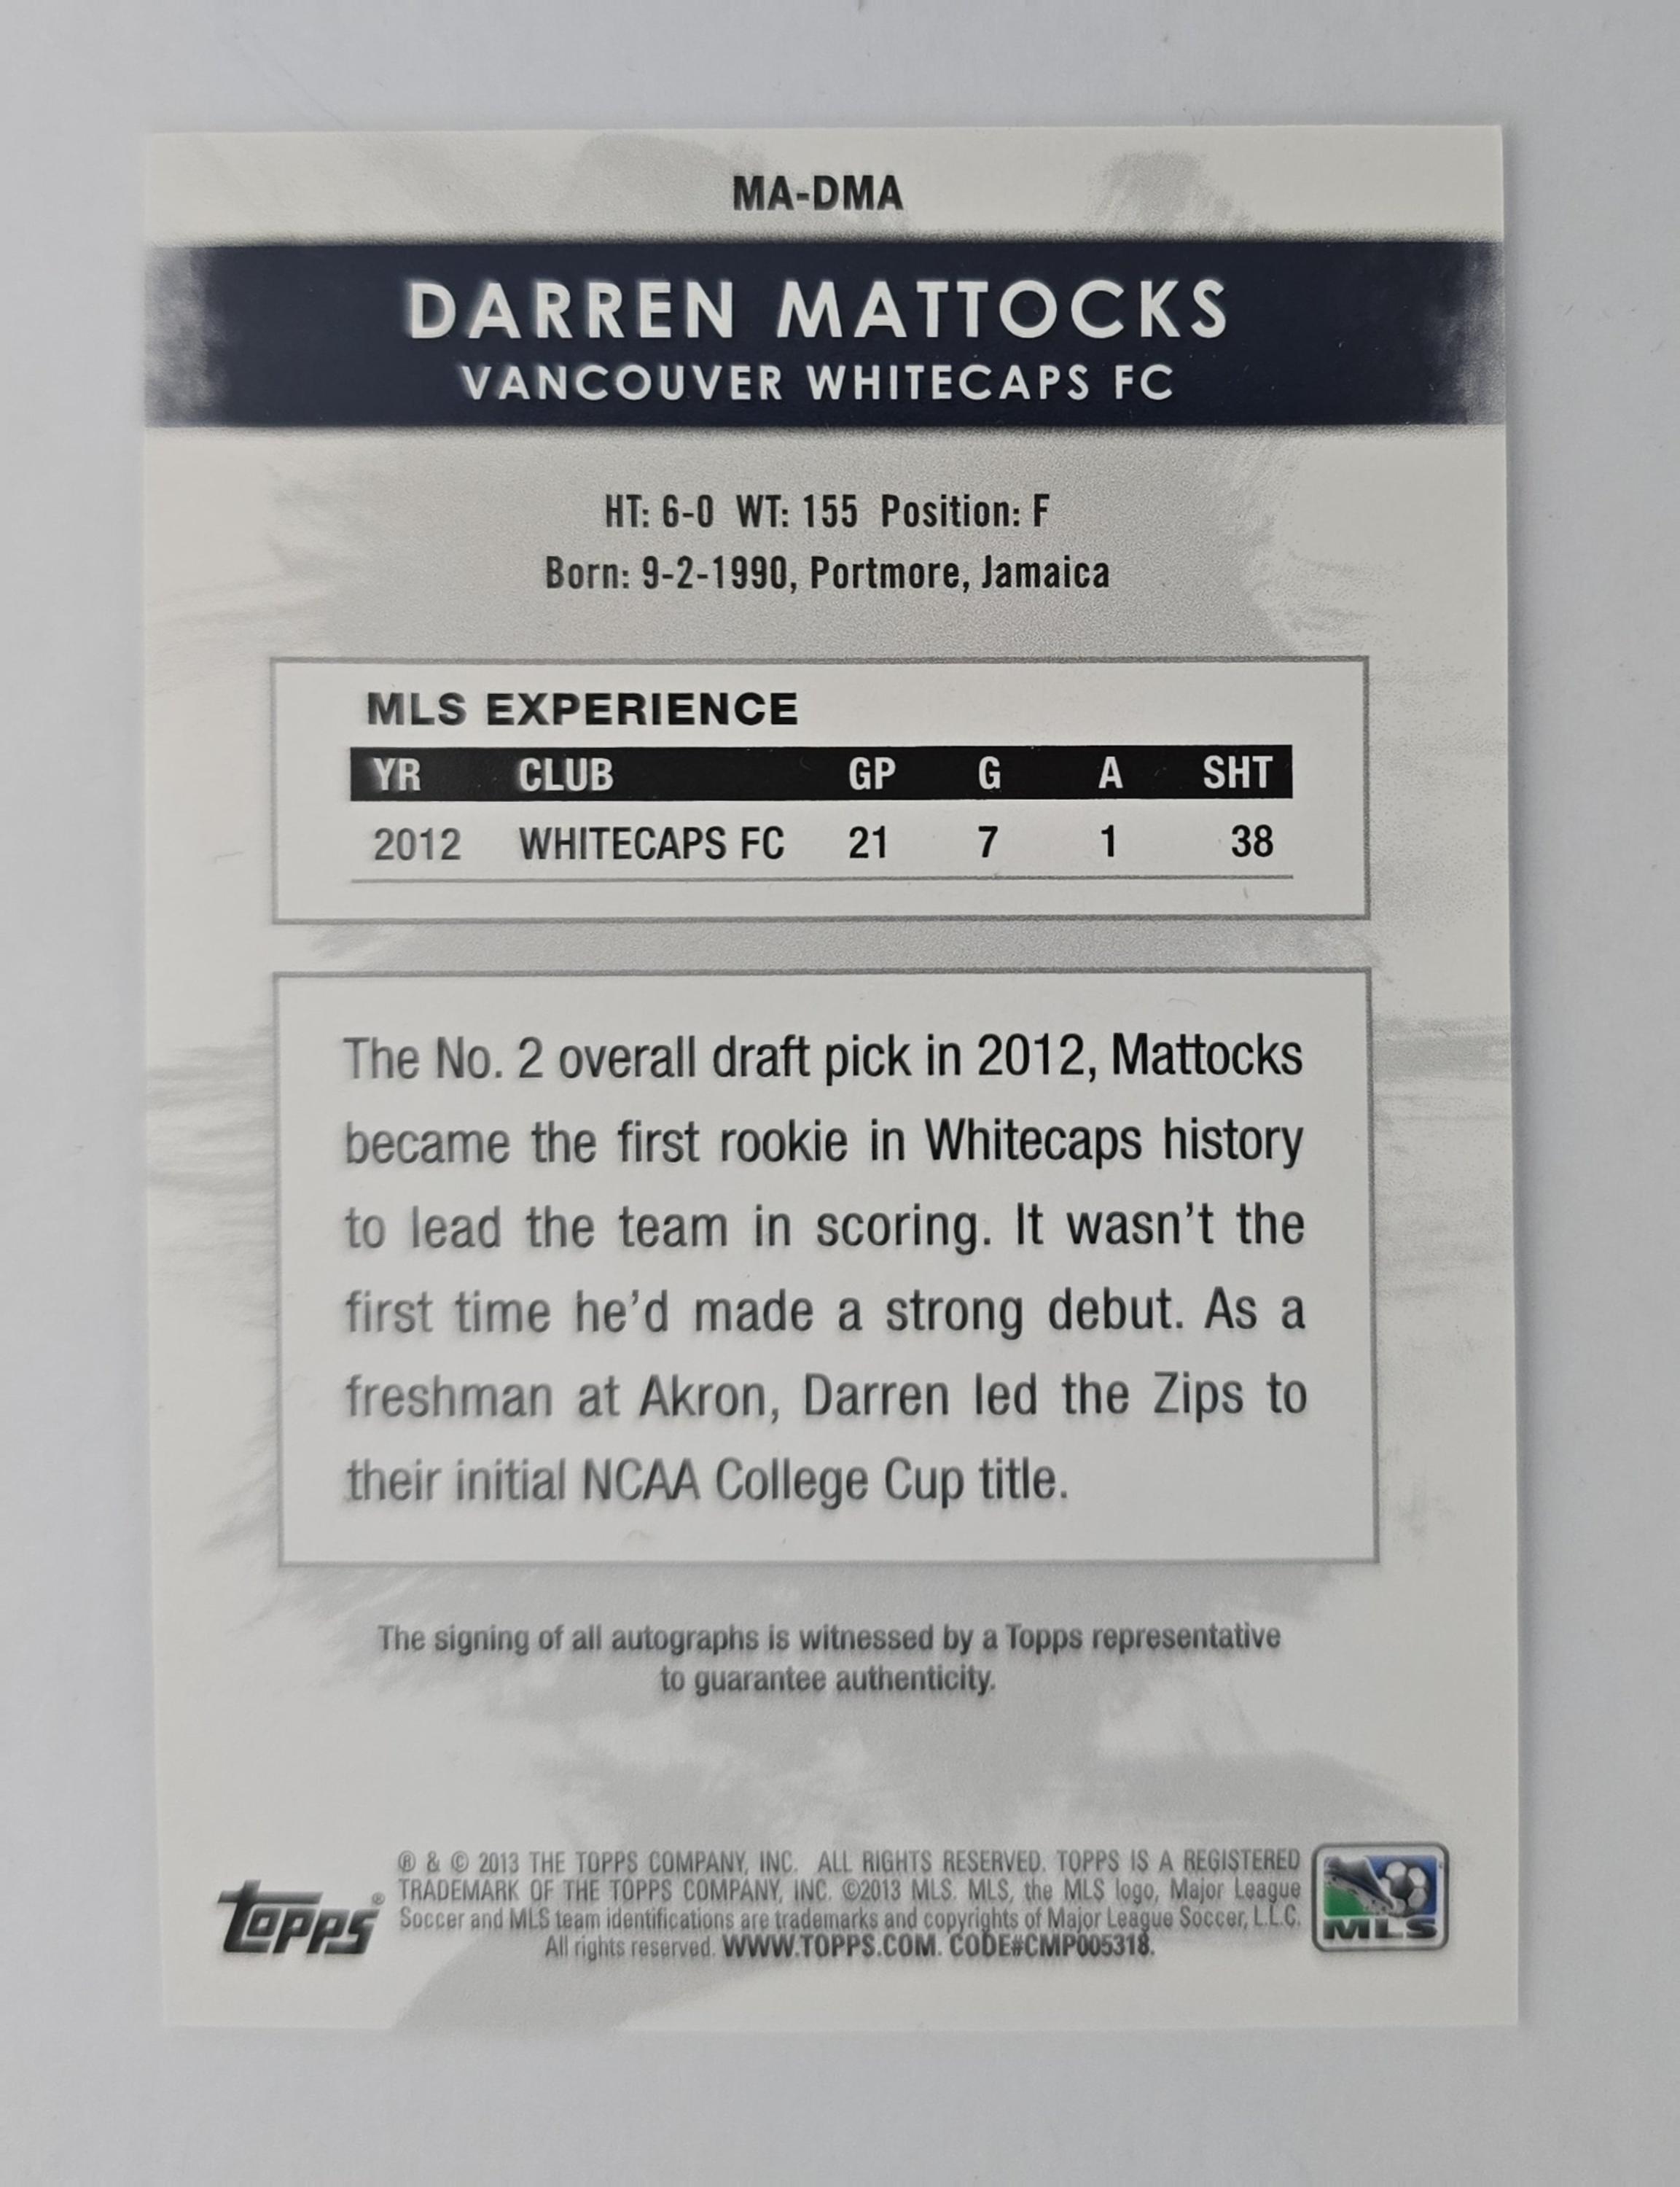 MA-DMA
DARREN MATTOCKS
VANCOUVER WHITECAPS FC
HT: 6-0 WT: 155 Position: F
Born: 9-2-1990, Portmore, Jamaica
MLS EXPERIENCE
YR CLUB GP G A SHT
2012 WHITECAPS FC 21 7 1 38
The No. 2 overall draft pick in 2012, Mattocks
became the first rookie in Whitecaps history
to lead the team in scoring. It wasn't the
first time he'd made a strong debut. As a
freshman at Akron, Darren led the Zips to
their initial NCAA College Cup title.
The signing of all autographs is witnessed by a Topps representative
to guarantee authenticity.
® & © 2013 THE TOPPS COMPANY, INC. ALL RIGHTS RESERVED. TOPPS IS A REGISTERED
TRADEMARK OF THE TOPPS COMPANY, INC. ©2013 MLS. MLS, the MLS logo, Major League
Soccer and MLS team identifications are trademarks and copyrights of Major League Soccer, L.L.C.
All rights reserved. WWW.TOPPS.COM. CODE#CMP005318.
Topps®
MLS